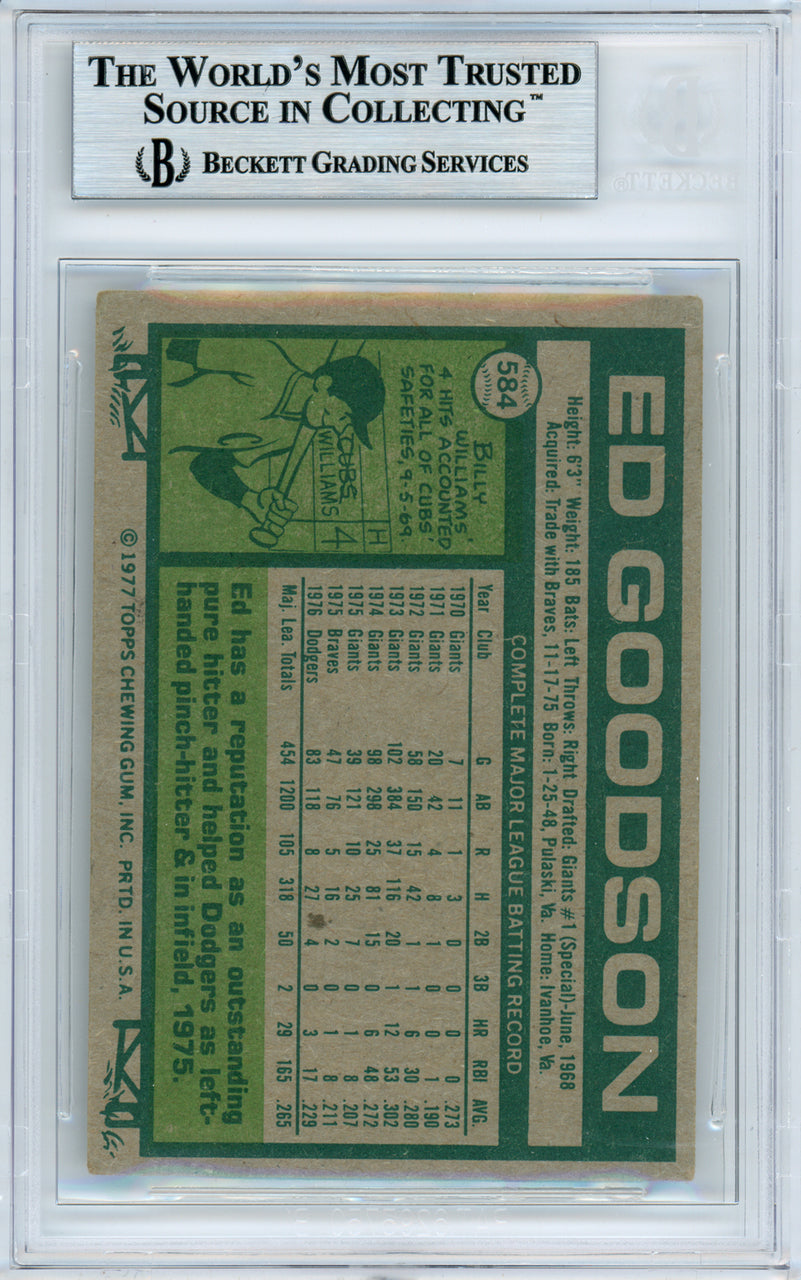 THE WORLD'S MOST TRUSTED
SOURCE IN COLLECTING™
B BECKETT GRADING SERVICES
BECKETT®
584
ED GOODSON
Height: 6'3" Weight: 185 Bats: Left Throws: Right Drafted: Giants #1 (Special)-June, 1968
Acquired: Trade with Braves, 11-17-75 Born: 1-25-48, Pulaski, Va. Home: Ivanhoe, Va.
COMPLETE MAJOR LEAGUE BATTING RECORD
Year Club G AB R H 2B 3B HR RBI AVG.
1970 Giants 7 11 1 3 0 0 0 0 .273
1971 Giants 20 42 4 8 1 0 0 1 .190
1972 Giants 58 150 15 42 1 1 6 30 .280
1973 Giants 102 384 37 116 20 1 12 53 .302
1974 Giants 98 298 25 81 15 0 6 48 .272
1975 Giants 39 121 10 25 7 0 1 8 .207
1975 Braves 47 76 5 16 2 0 1 8 .211
1976 Dodgers 83 118 8 27 4 0 3 17 .229
Maj. Lea. Totals 454 1200 105 318 50 2 29 165 .265
BILLY
WILLIAMS'
4 HITS ACCOUNTED
FOR ALL OF CUBS'
SAFETIES, 9-5-69.
H
CUBS
WILLIAMS 4
Ed has a reputation as an outstanding
pure hitter and helped Dodgers as left-
handed pinch-hitter & in infield, 1975.
©1977 TOPPS CHEWING GUM, INC. PRTD. IN U.S.A.